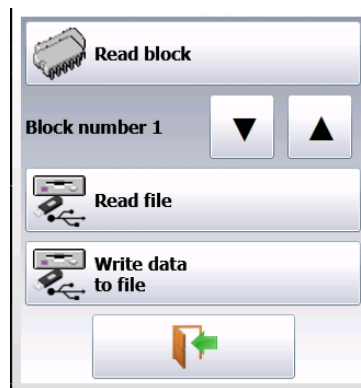 Read block
Block number 1
Read file
Write data
to file